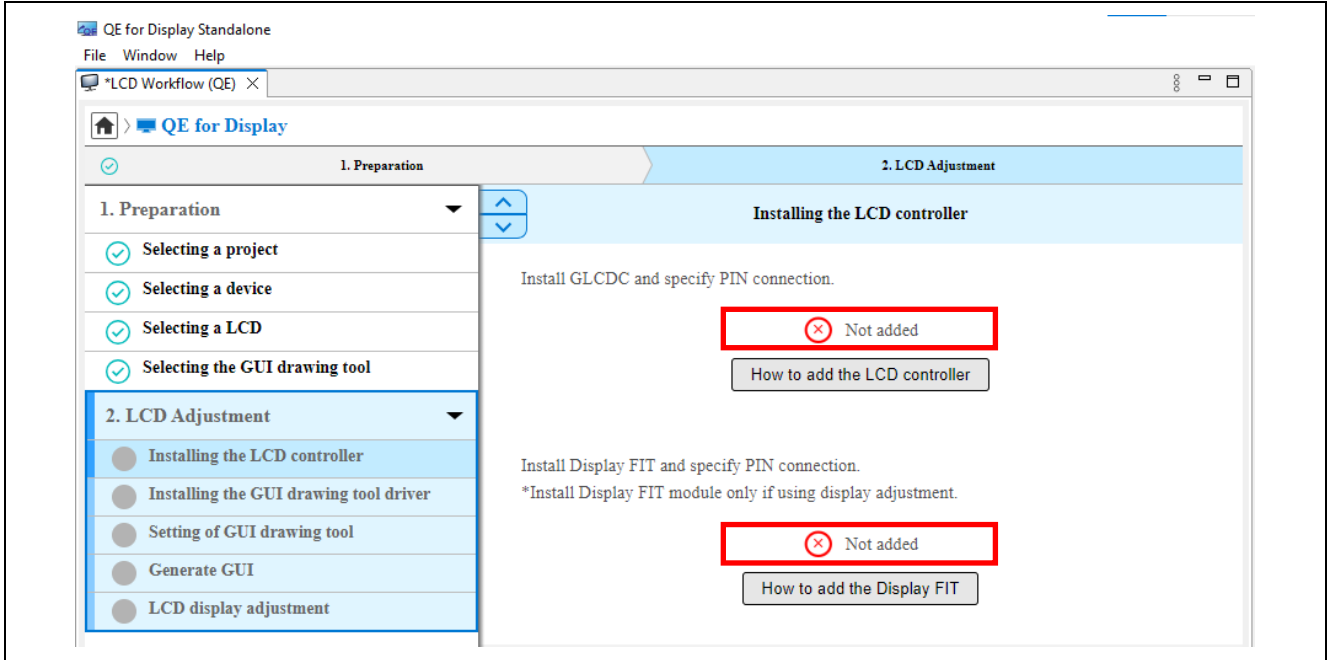 QE for Display Standalone
File Window Help
*LCD Workflow (QE)
QE for Display
1. Preparation
2. LCD Adjustment
1. Preparation
Selecting a project
Selecting a device
Selecting a LCD
Selecting the GUI drawing tool
2. LCD Adjustment
Installing the LCD controller
Installing the GUI drawing tool driver
Setting of GUI drawing tool
Generate GUI
LCD display adjustment
Installing the LCD controller
Install GLCDC and specify PIN connection.
Not added
How to add the LCD controller
Install Display FIT and specify PIN connection.
*Install Display FIT module only if using display adjustment.
Not added
How to add the Display FIT